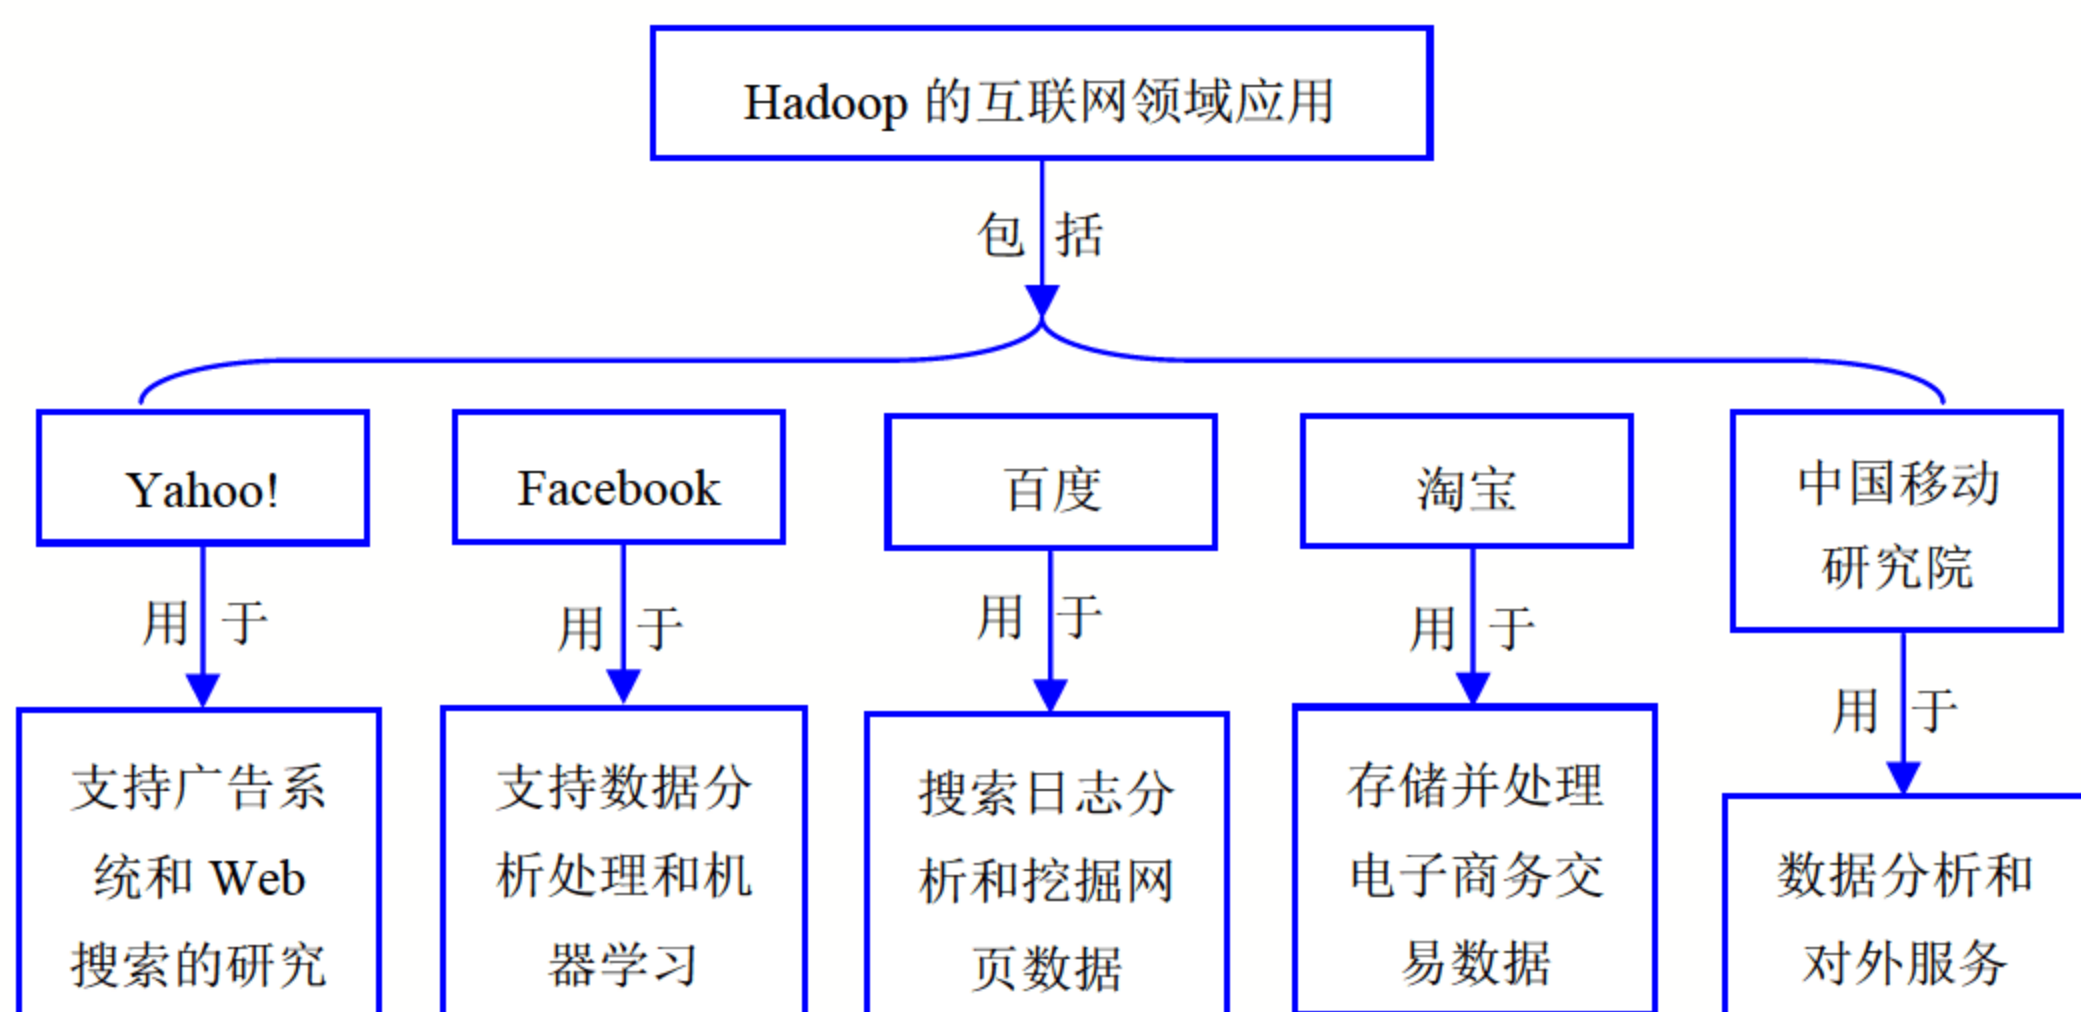 Hadoop 的互联网领域应用
包括
Yahoo!
Facebook
百度
淘宝
中国移动
研究院
用于
用于
用于
用于
用于
支持广告系
统和 Web
搜索的研究
支持数据分
析处理和机
器学习
搜索日志分
析和挖掘网
页数据
存储并处理
电子商务交
易数据
数据分析和
对外服务